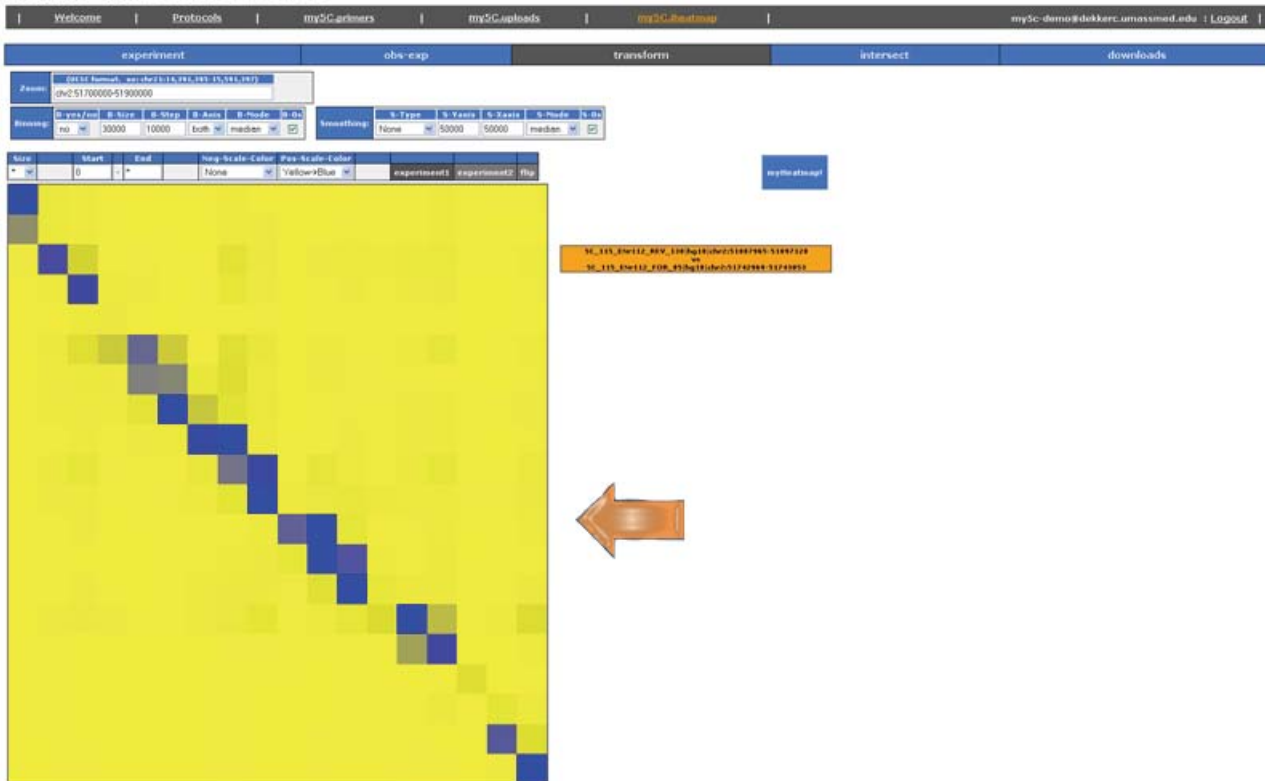 | Welcome | Protocols | my5C.primers | my5C.uploads | my5C.heatmap | my5c-demo@dekkerc.umassmed.edu : Logout |
experiment obs-exp transform intersect downloads
Zoom:
chr2:51700000-51900000
Binning: B-yes/no B-Size B-Step B-Axis B-Mode B-0s
no 30000 10000 both median
Smoothing: S-Type S-Yaxis S-Xaxis S-Mode S-0s
None 50000 50000 median
Size Start End Neg-Scale-Color Pos-Scale-Color
* 0 - * None Yellow->Blue experiment1 experiment2 flip
myHeatmap!
vs